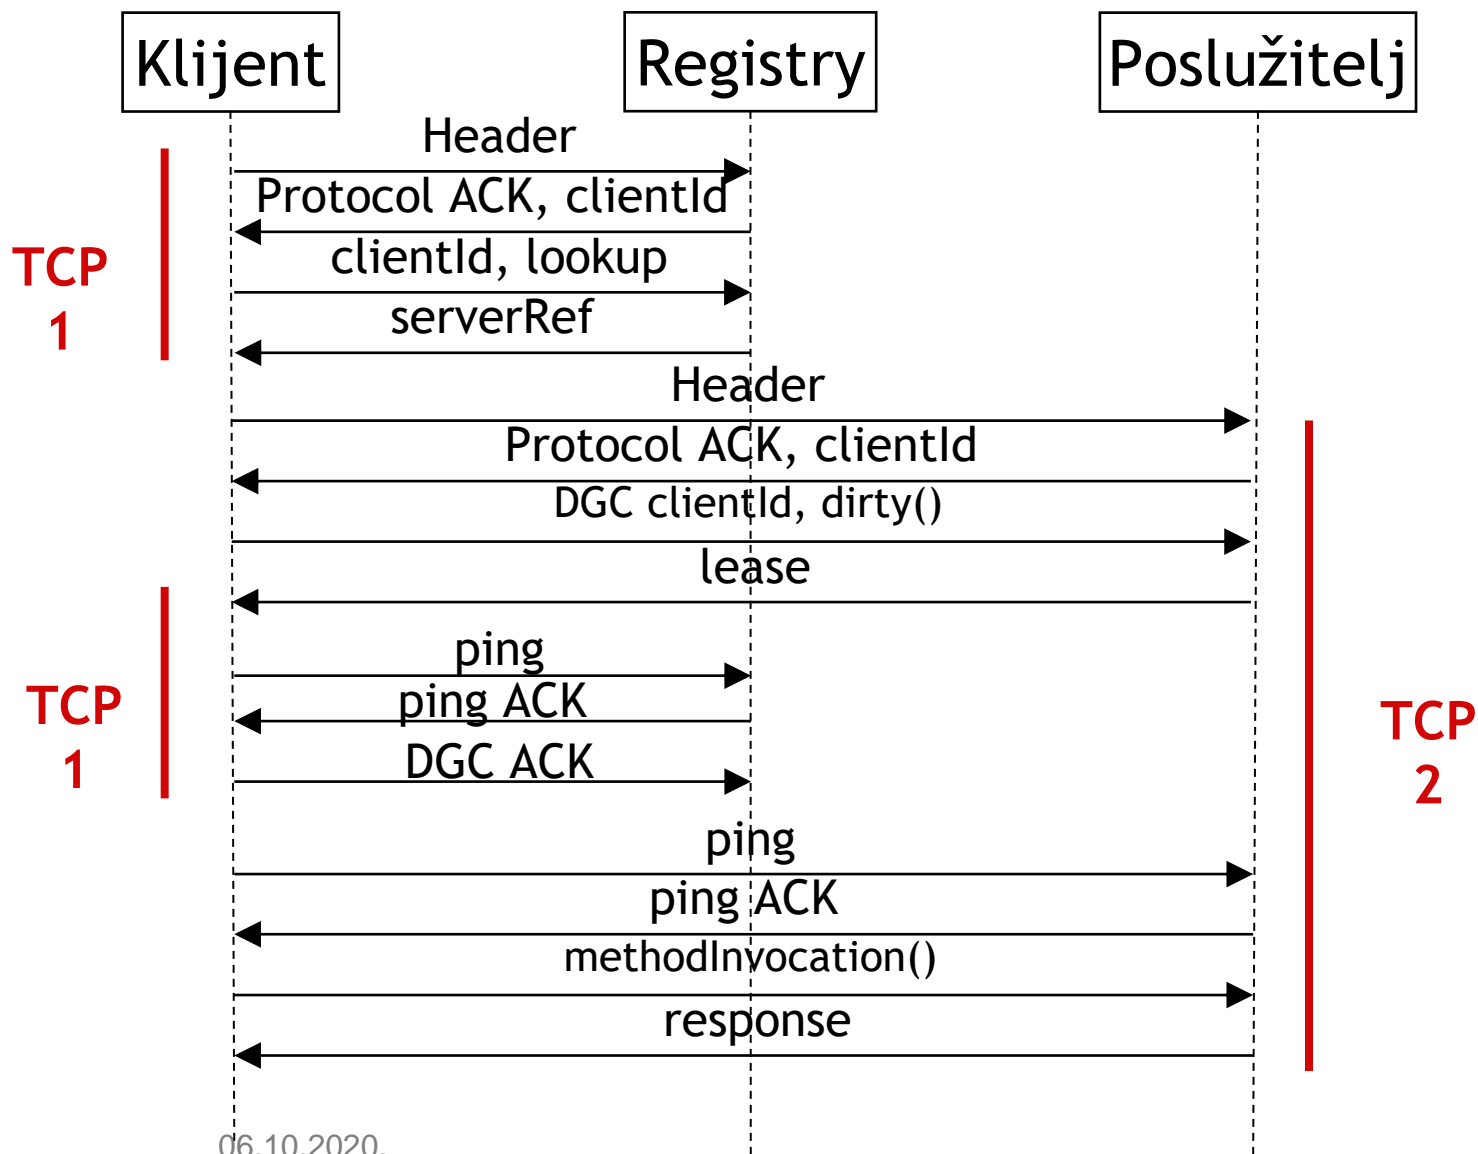 Klijent
Registry
Poslužitelj
Header
Protocol ACK, clientId
clientId, lookup
serverRef
TCP
1
Header
Protocol ACK, clientId
DGC clientId, dirty()
lease
ping
ping ACK
DGC ACK
TCP
1
TCP
2
ping
ping ACK
methodInvocation()
response
06.10.2020.